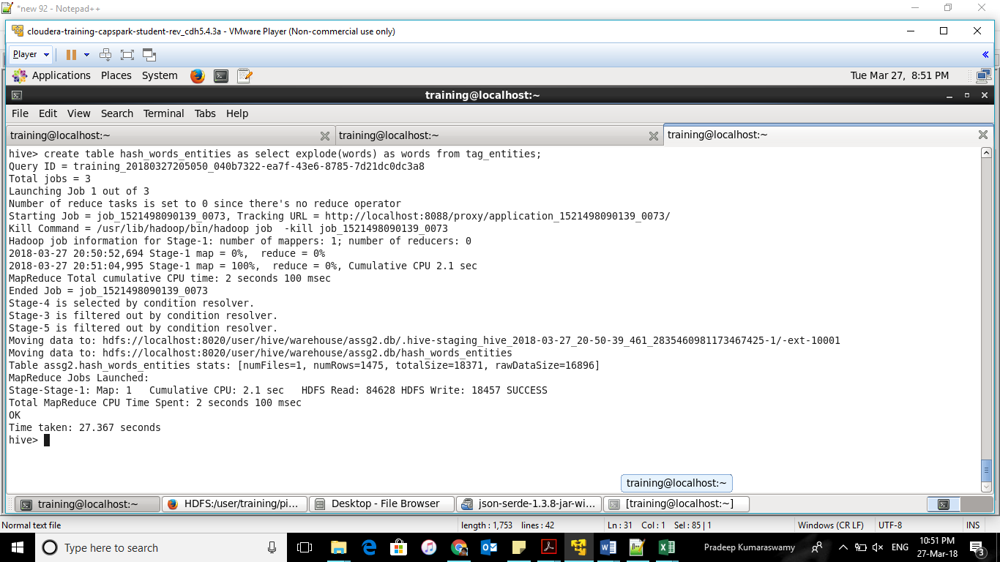 *new 92 - Notepad++
cloudera-training-capspark-student-rev_cdh5.4.3a - VMware Player (Non-commercial use only)
Player
Applications Places System Tue Mar 27, 8:51 PM
training@localhost:~
File Edit View Search Terminal Tabs Help
training@localhost:~ training@localhost:~ training@localhost:~
hive> create table hash_words_entities as select explode(words) as words from tag_entities;
Query ID = training_20180327205050_040b7322-ea7f-43e6-8785-7d21dc0dc3a8
Total jobs = 3
Launching Job 1 out of 3
Number of reduce tasks is set to 0 since there's no reduce operator
Starting Job = job_1521498090139_0073, Tracking URL = http://localhost:8088/proxy/application_1521498090139_0073/
Kill Command = /usr/lib/hadoop/bin/hadoop job  -kill job_1521498090139_0073
Hadoop job information for Stage-1: number of mappers: 1; number of reducers: 0
2018-03-27 20:50:52,694 Stage-1 map = 0%,  reduce = 0%
2018-03-27 20:51:04,995 Stage-1 map = 100%,  reduce = 0%, Cumulative CPU 2.1 sec
MapReduce Total cumulative CPU time: 2 seconds 100 msec
Ended Job = job_1521498090139_0073
Stage-4 is selected by condition resolver.
Stage-3 is filtered out by condition resolver.
Stage-5 is filtered out by condition resolver.
Moving data to: hdfs://localhost:8020/user/hive/warehouse/assg2.db/.hive-staging_hive_2018-03-27_20-50-39_461_2835460981173467425-1/-ext-10001
Moving data to: hdfs://localhost:8020/user/hive/warehouse/assg2.db/hash_words_entities
Table assg2.hash_words_entities stats: [numFiles=1, numRows=1475, totalSize=18371, rawDataSize=16896]
MapReduce Jobs Launched:
Stage-Stage-1: Map: 1   Cumulative CPU: 2.1 sec   HDFS Read: 84628 HDFS Write: 18457 SUCCESS
Total MapReduce CPU Time Spent: 2 seconds 100 msec
OK
Time taken: 27.367 seconds
hive>
training@localhost:~
training@localhost:~ HDFS:/user/training/pi... Desktop - File Browser json-serde-1.3.8-jar-wi... [training@localhost:~]
Normal text file length : 1,753 lines : 42 Ln : 31 Col : 1 Sel : 85 | 1 Windows (CR LF) UTF-8 INS
Type here to search Pradeep Kumaraswamy ENG 10:51 PM
27-Mar-18 3